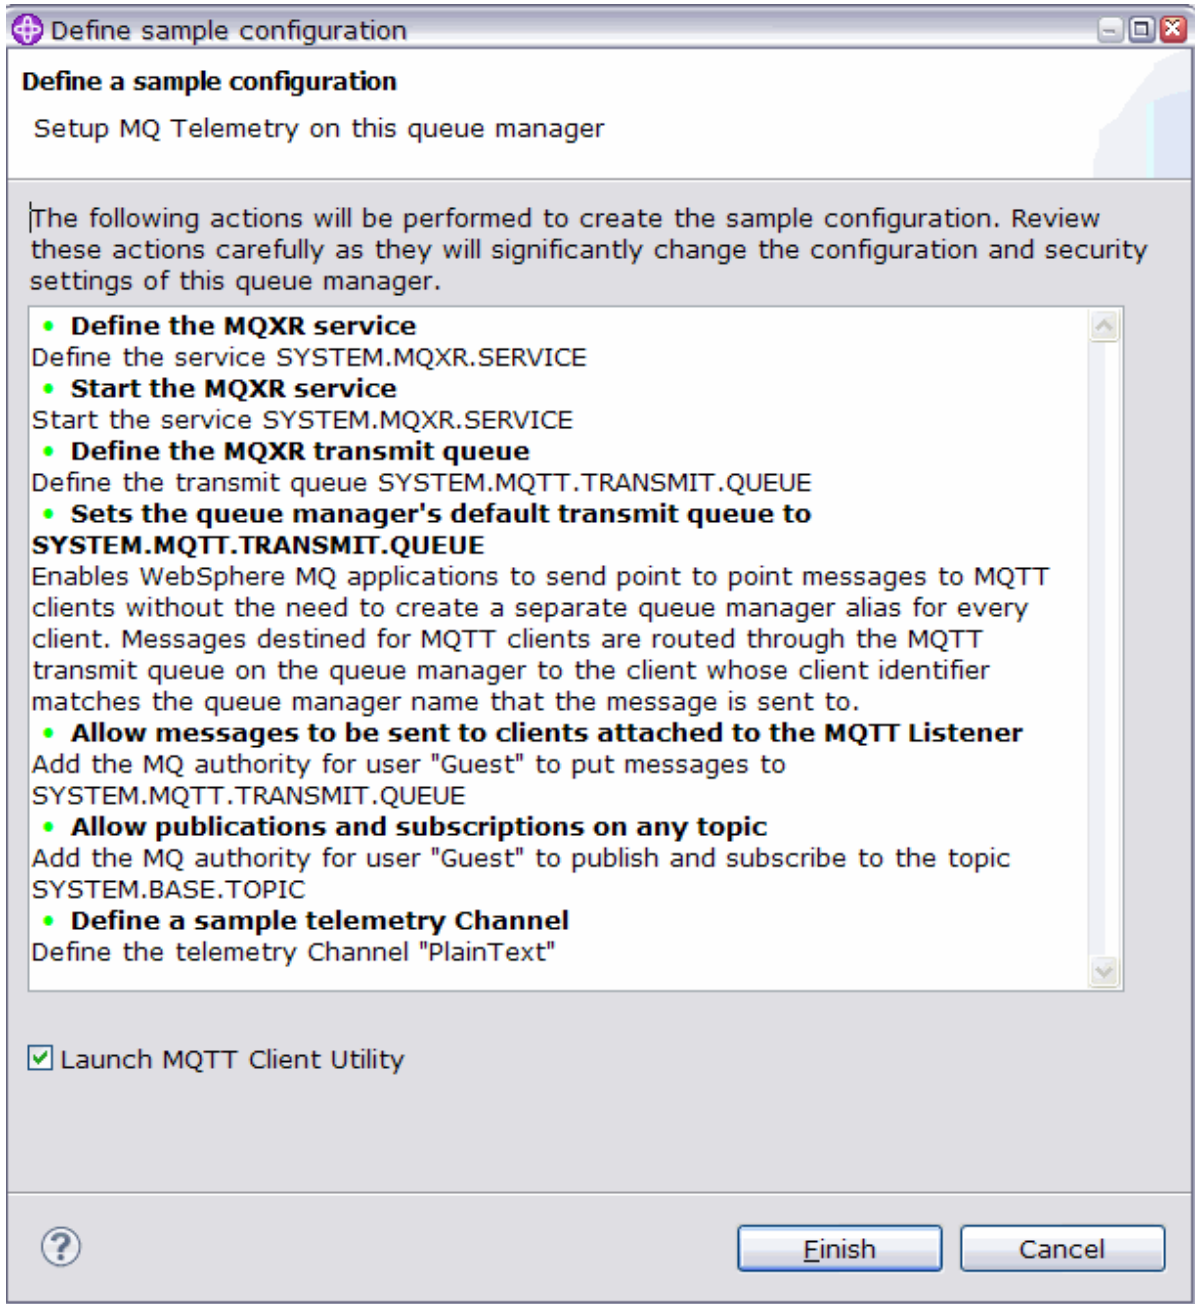 Define sample configuration
Define a sample configuration
Setup MQ Telemetry on this queue manager
The following actions will be performed to create the sample configuration. Review
these actions carefully as they will significantly change the configuration and security
settings of this queue manager.
• Define the MQXR service
Define the service SYSTEM.MQXR.SERVICE
• Start the MQXR service
Start the service SYSTEM.MQXR.SERVICE
• Define the MQXR transmit queue
Define the transmit queue SYSTEM.MQTT.TRANSMIT.QUEUE
• Sets the queue manager's default transmit queue to
SYSTEM.MQTT.TRANSMIT.QUEUE
Enables WebSphere MQ applications to send point to point messages to MQTT
clients without the need to create a separate queue manager alias for every
client. Messages destined for MQTT clients are routed through the MQTT
transmit queue on the queue manager to the client whose client identifier
matches the queue manager name that the message is sent to.
• Allow messages to be sent to clients attached to the MQTT Listener
Add the MQ authority for user "Guest" to put messages to
SYSTEM.MQTT.TRANSMIT.QUEUE
• Allow publications and subscriptions on any topic
Add the MQ authority for user "Guest" to publish and subscribe to the topic
SYSTEM.BASE.TOPIC
• Define a sample telemetry Channel
Define the telemetry Channel "PlainText"
Launch MQTT Client Utility
?
Finish
Cancel